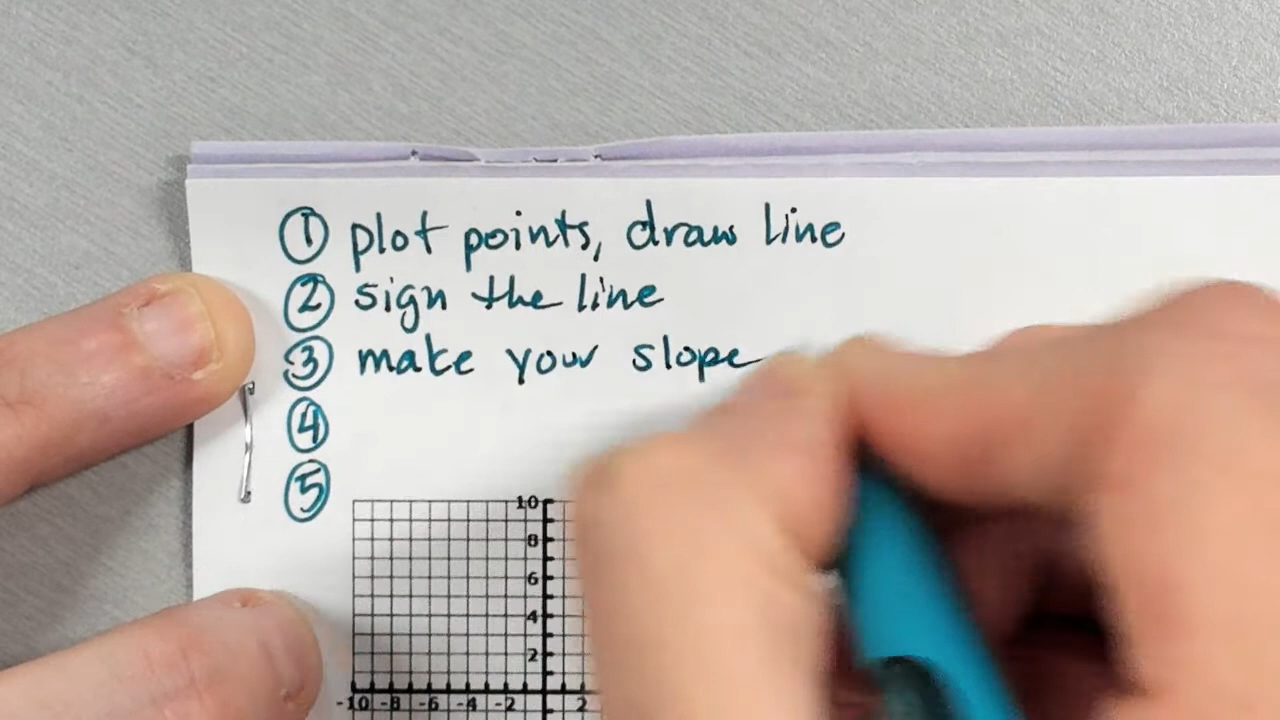 ① plot points, draw line
② sign the line
③ make your slope
④
⑤
10
8
6
4
2
-10 -8 -6 -4 -2 2